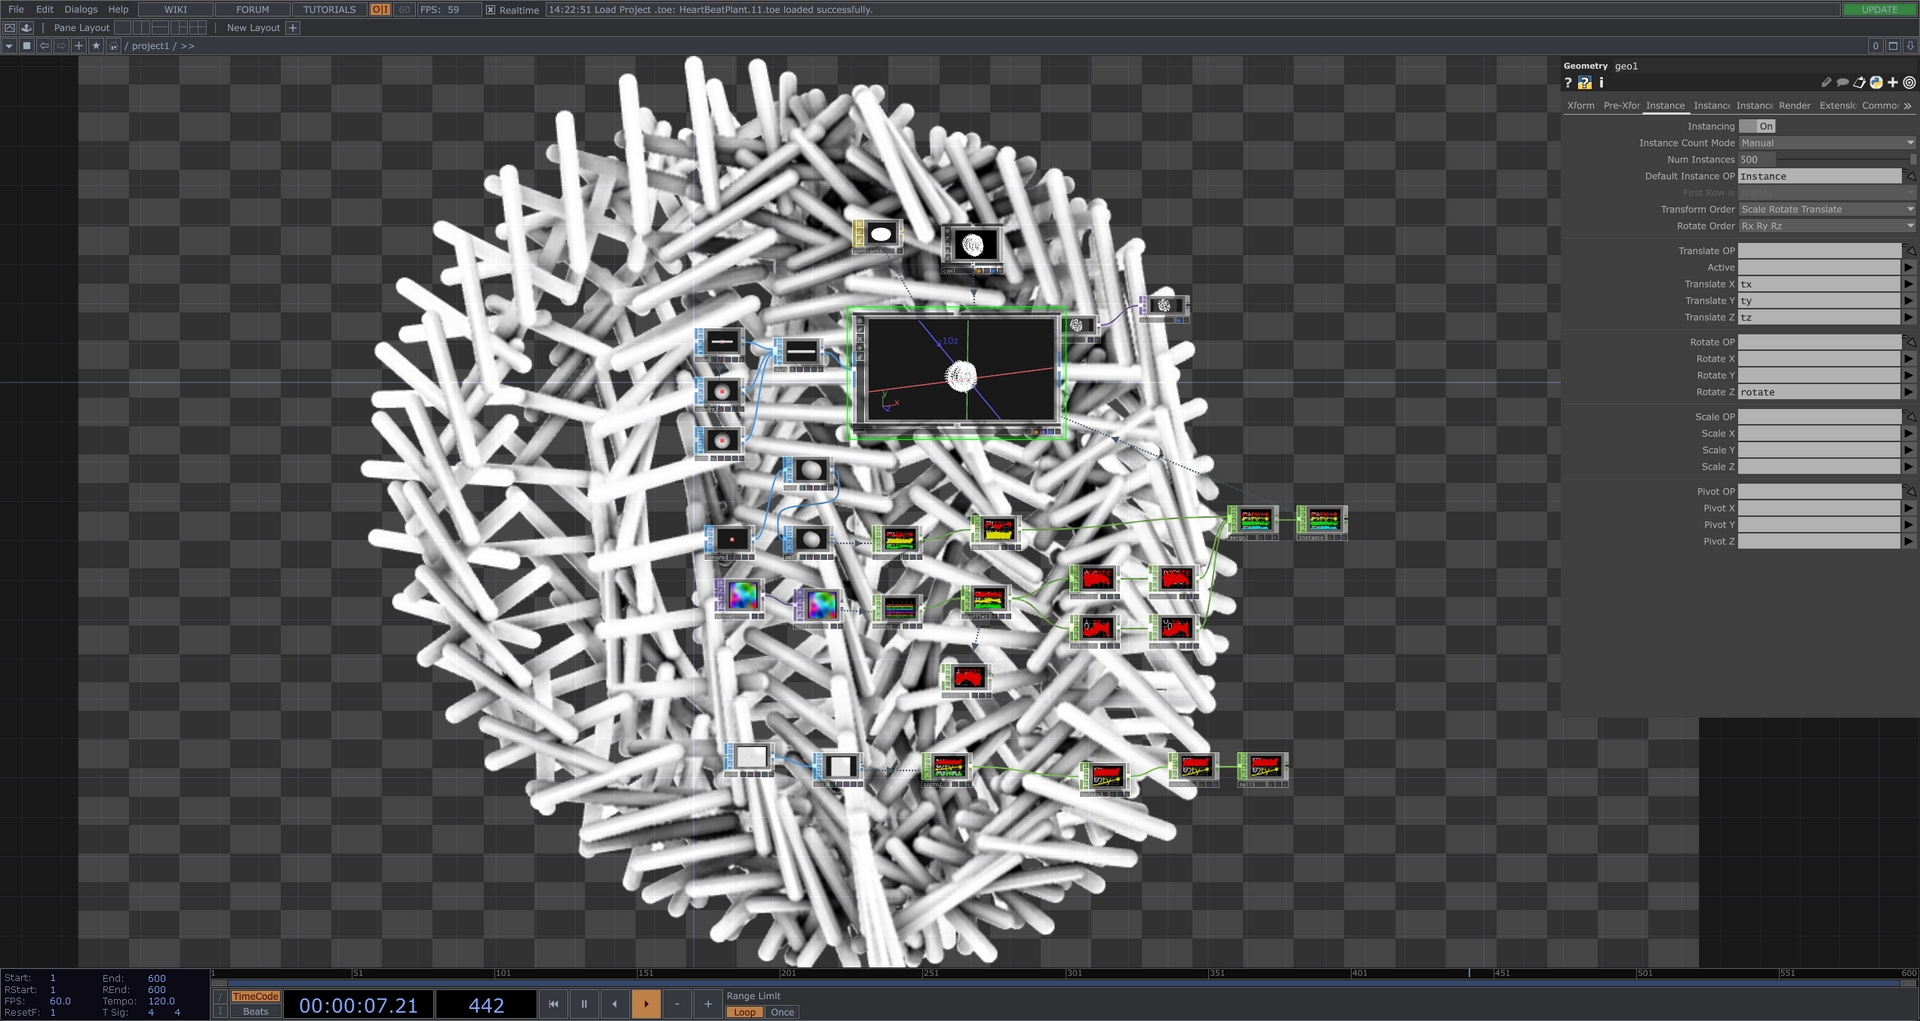 File Edit Dialogs Help WIKI FORUM TUTORIALS O|I 60 FPS: 59 Realtime 14:22:51 Load Project .toe: HeartBeatPlant.11.toe loaded successfully. UPDATE
Pane Layout New Layout
/ project1 / >> 0
Geometry geo1
? ? i
Xform Pre-Xfor Instance Instanc Instanc Render Extensi Commo »
Instancing On
Instance Count Mode Manual
Num Instances 500
Default Instance OP Instance
First Row is
Transform Order Scale Rotate Translate
Rotate Order Rx Ry Rz
Translate OP
Active
Translate X tx
Translate Y ty
Translate Z tz
Rotate OP
Rotate X
Rotate Y
Rotate Z rotate
Scale OP
Scale X
Scale Y
Scale Z
Pivot OP
Pivot X
Pivot Y
Pivot Z
1 51 101 151 201 251 301 351 401 451 501 551 600
Start: 1 End: 600
RStart: 1 REnd: 600
FPS: 60.0 Tempo: 120.0
ResetF: 1 T Sig: 4 4
TimeCode
Beats
00:00:07.21 442
Range Limit
Loop Once